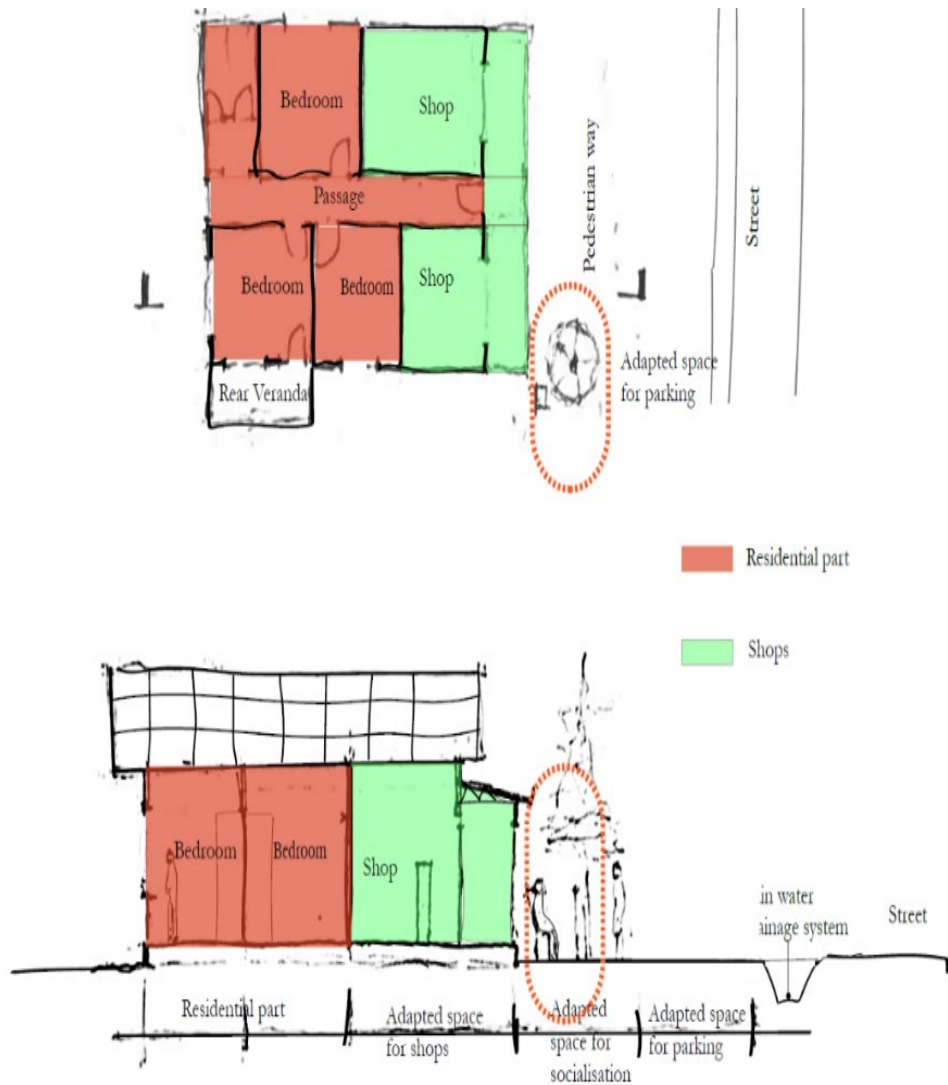 Bedroom
Shop
Passage
Pedestrian way
Street
Bedroom
Bedroom
Shop
Adapted space
for parking
Rear Veranda
Residential part
Shops
Bedroom
Bedroom
Shop
in water
ainage system
Street
Residential part
Adapted space
for shops
Adapted
space for
socialisation
Adapted space
for parking